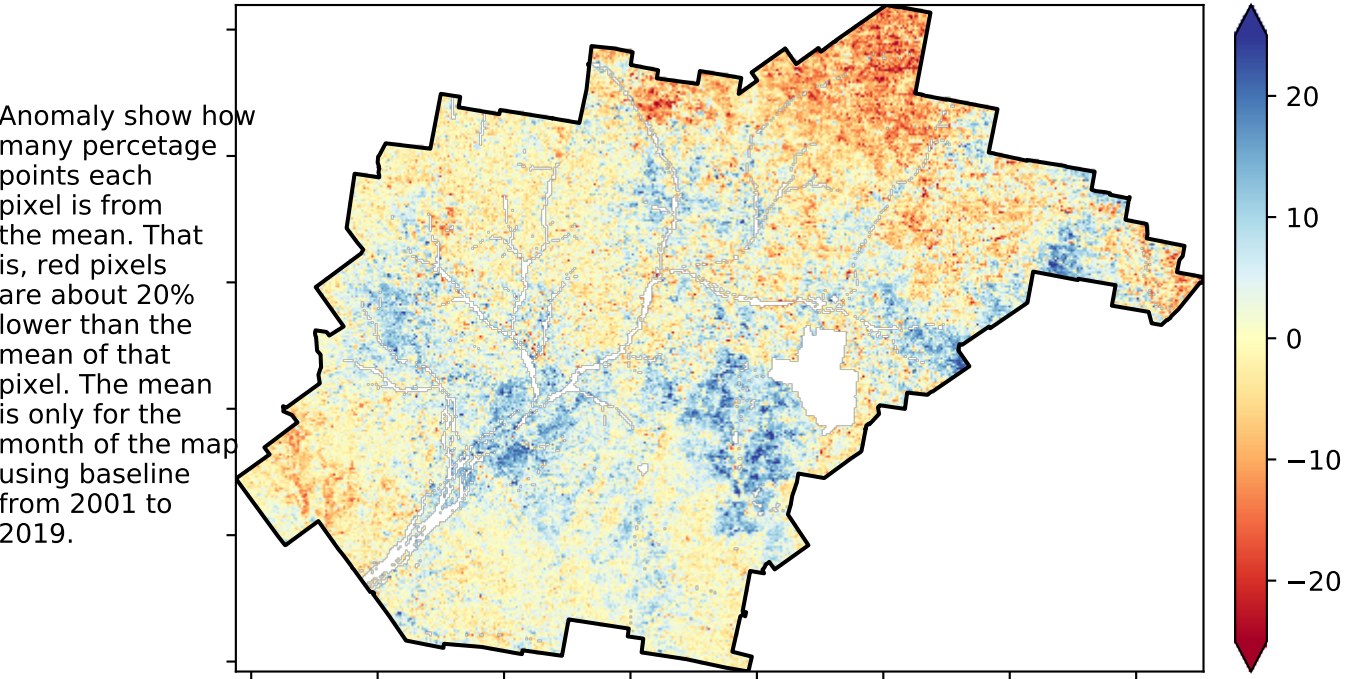 Anomaly show how
many percetage
points each
pixel is from
the mean. That
is, red pixels
are about 20%
lower than the
mean of that
pixel. The mean
is only for the
month of the map
using baseline
from 2001 to
2019.
20
10
0
−10
−20